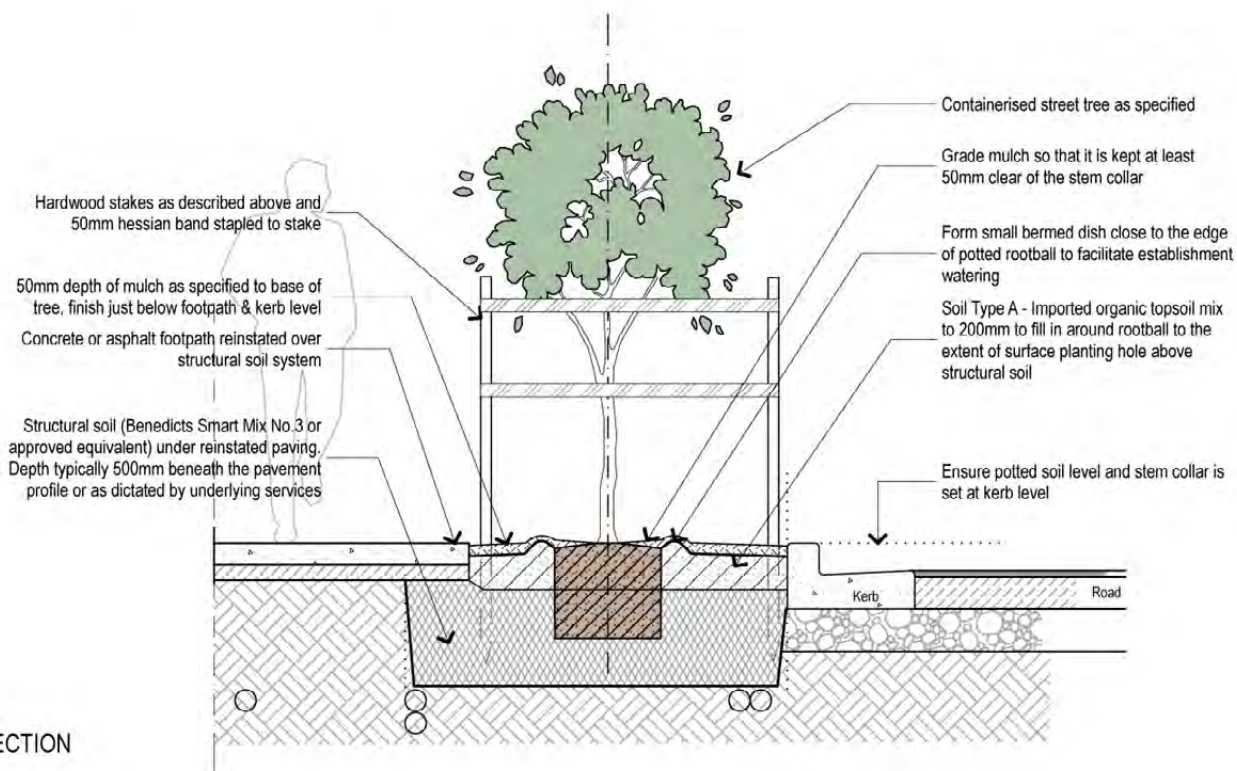 Hardwood stakes as described above and
50mm hessian band stapled to stake
50mm depth of mulch as specified to base of
tree, finish just below footpath & kerb level
Concrete or asphalt footpath reinstated over
structural soil system
Structural soil (Benedicts Smart Mix No.3 or
approved equivalent) under reinstated paving.
Depth typically 500mm beneath the pavement
profile or as dictated by underlying services
Containerised street tree as specified
Grade mulch so that it is kept at least
50mm clear of the stem collar
Form small bermed dish close to the edge
of potted rootball to facilitate establishment
watering
Soil Type A - Imported organic topsoil mix
to 200mm to fill in around rootball to the
extent of surface planting hole above
structural soil
Ensure potted soil level and stem collar is
set at kerb level
Kerb
Road
ECTION